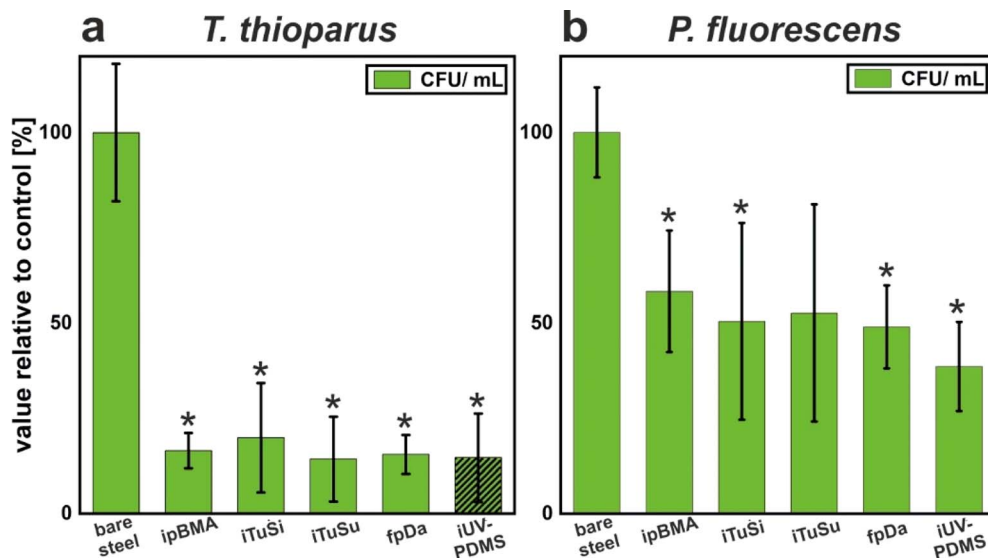 a
T. thioparus
b
P. fluorescens
CFU/ mL
CFU/ mL
value relative to control [%]
100
50
0
100
50
0
*
*
*
*
*
*
*
*
*
bare
steel
ipBMA
iTuSi
iTuSu
fpDa
iUV-
PDMS
bare
steel
ipBMA
iTuSi
iTuSu
fpDa
iUV-
PDMS